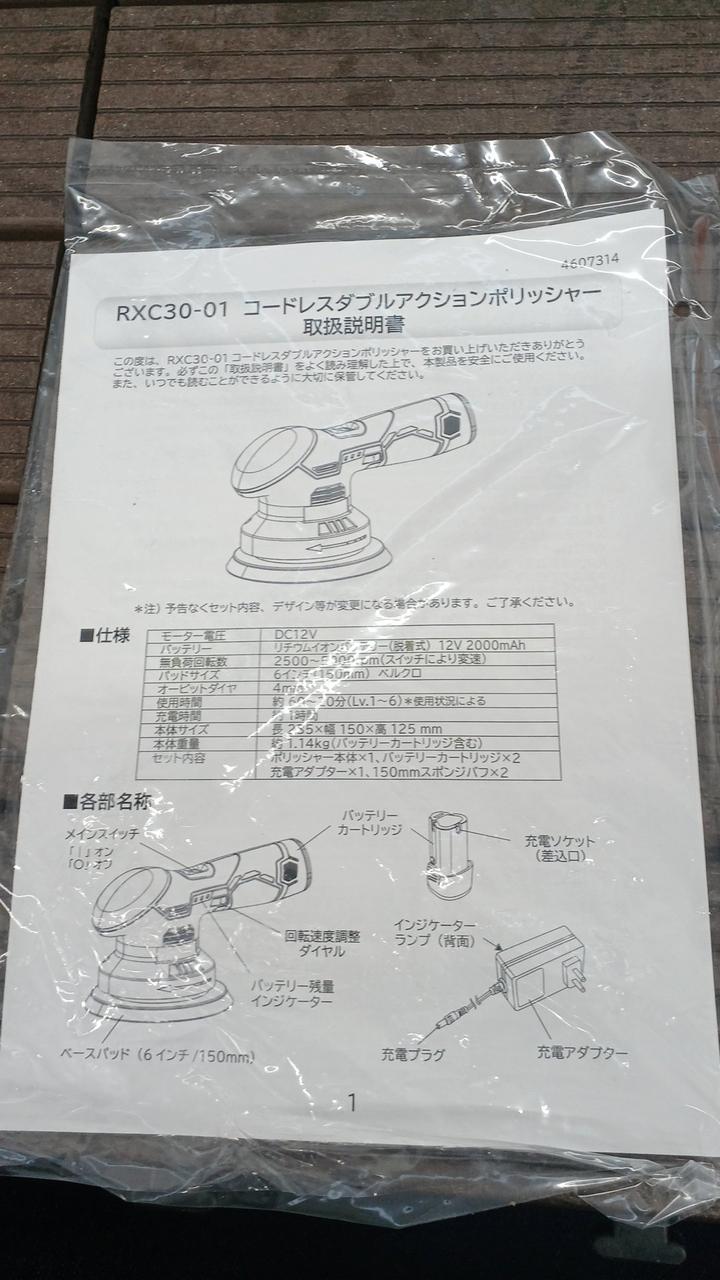 4607314
RXC30-01 コードレスダブルアクションポリッシャー
取扱説明書
この度は、RXC30-01 コードレスダブルアクションポリッシャーをお買い上げいただきありがとう
ございます。必ずこの「取扱説明書」をよく読み理解した上で、本製品を安全にご使用ください。
また、いつでも読むことができるように大切に保管してください。
*注）予告なくセット内容、デザイン等が変更になる場合があります。ご了承ください。
■仕様
モーター電圧 DC12V
バッテリー リチウムイオンバッテリー(脱着式) 12V 2000mAh
無負荷回転数 2500～ (スイッチにより変速)
パッドサイズ 6インチ(150mm) ベルクロ
オービットダイヤ
使用時間 (Lv.1～6)*使用状況による
充電時間 約1時間
本体サイズ 長 255×幅 150×高 125 mm
本体重量 約 1.14kg(バッテリーカートリッジ含む)
セット内容 ポリッシャー本体×1、バッテリーカートリッジ×2
充電アダプター×1、150mmスポンジバフ×2
■各部名称
メインスイッチ
「｜」オン
「O」オン
バッテリー
カートリッジ
充電ソケット
(差込口)
回転速度調整
ダイヤル
インジケーター
ランプ (背面)
バッテリー残量
インジケーター
ベースパッド (6 インチ /150mm)
充電プラグ
充電アダプター
1